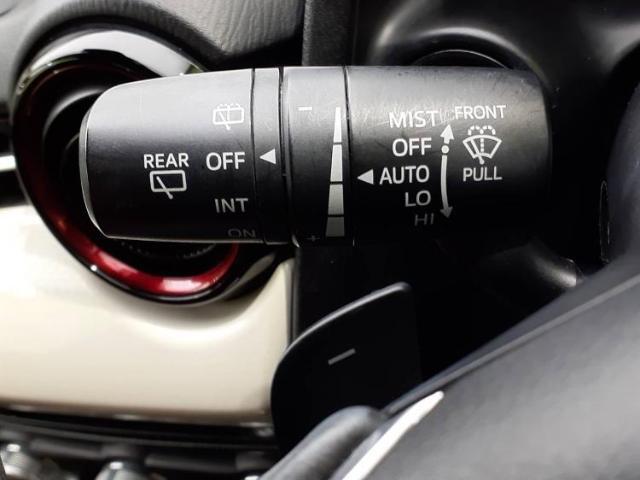 REAR
OFF
INT
ON
−
+
MIST
OFF
AUTO
LO
HI
FRONT
PULL
−